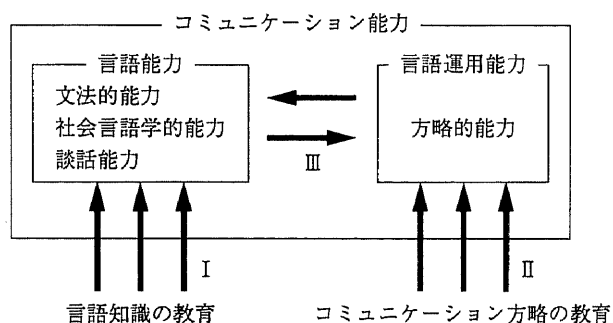 コミュニケーション能力
言語能力
文法的能力
社会言語学的能力
談話能力
言語運用能力
方略的能力
III
I
II
言語知識の教育
コミュニケーション方略の教育